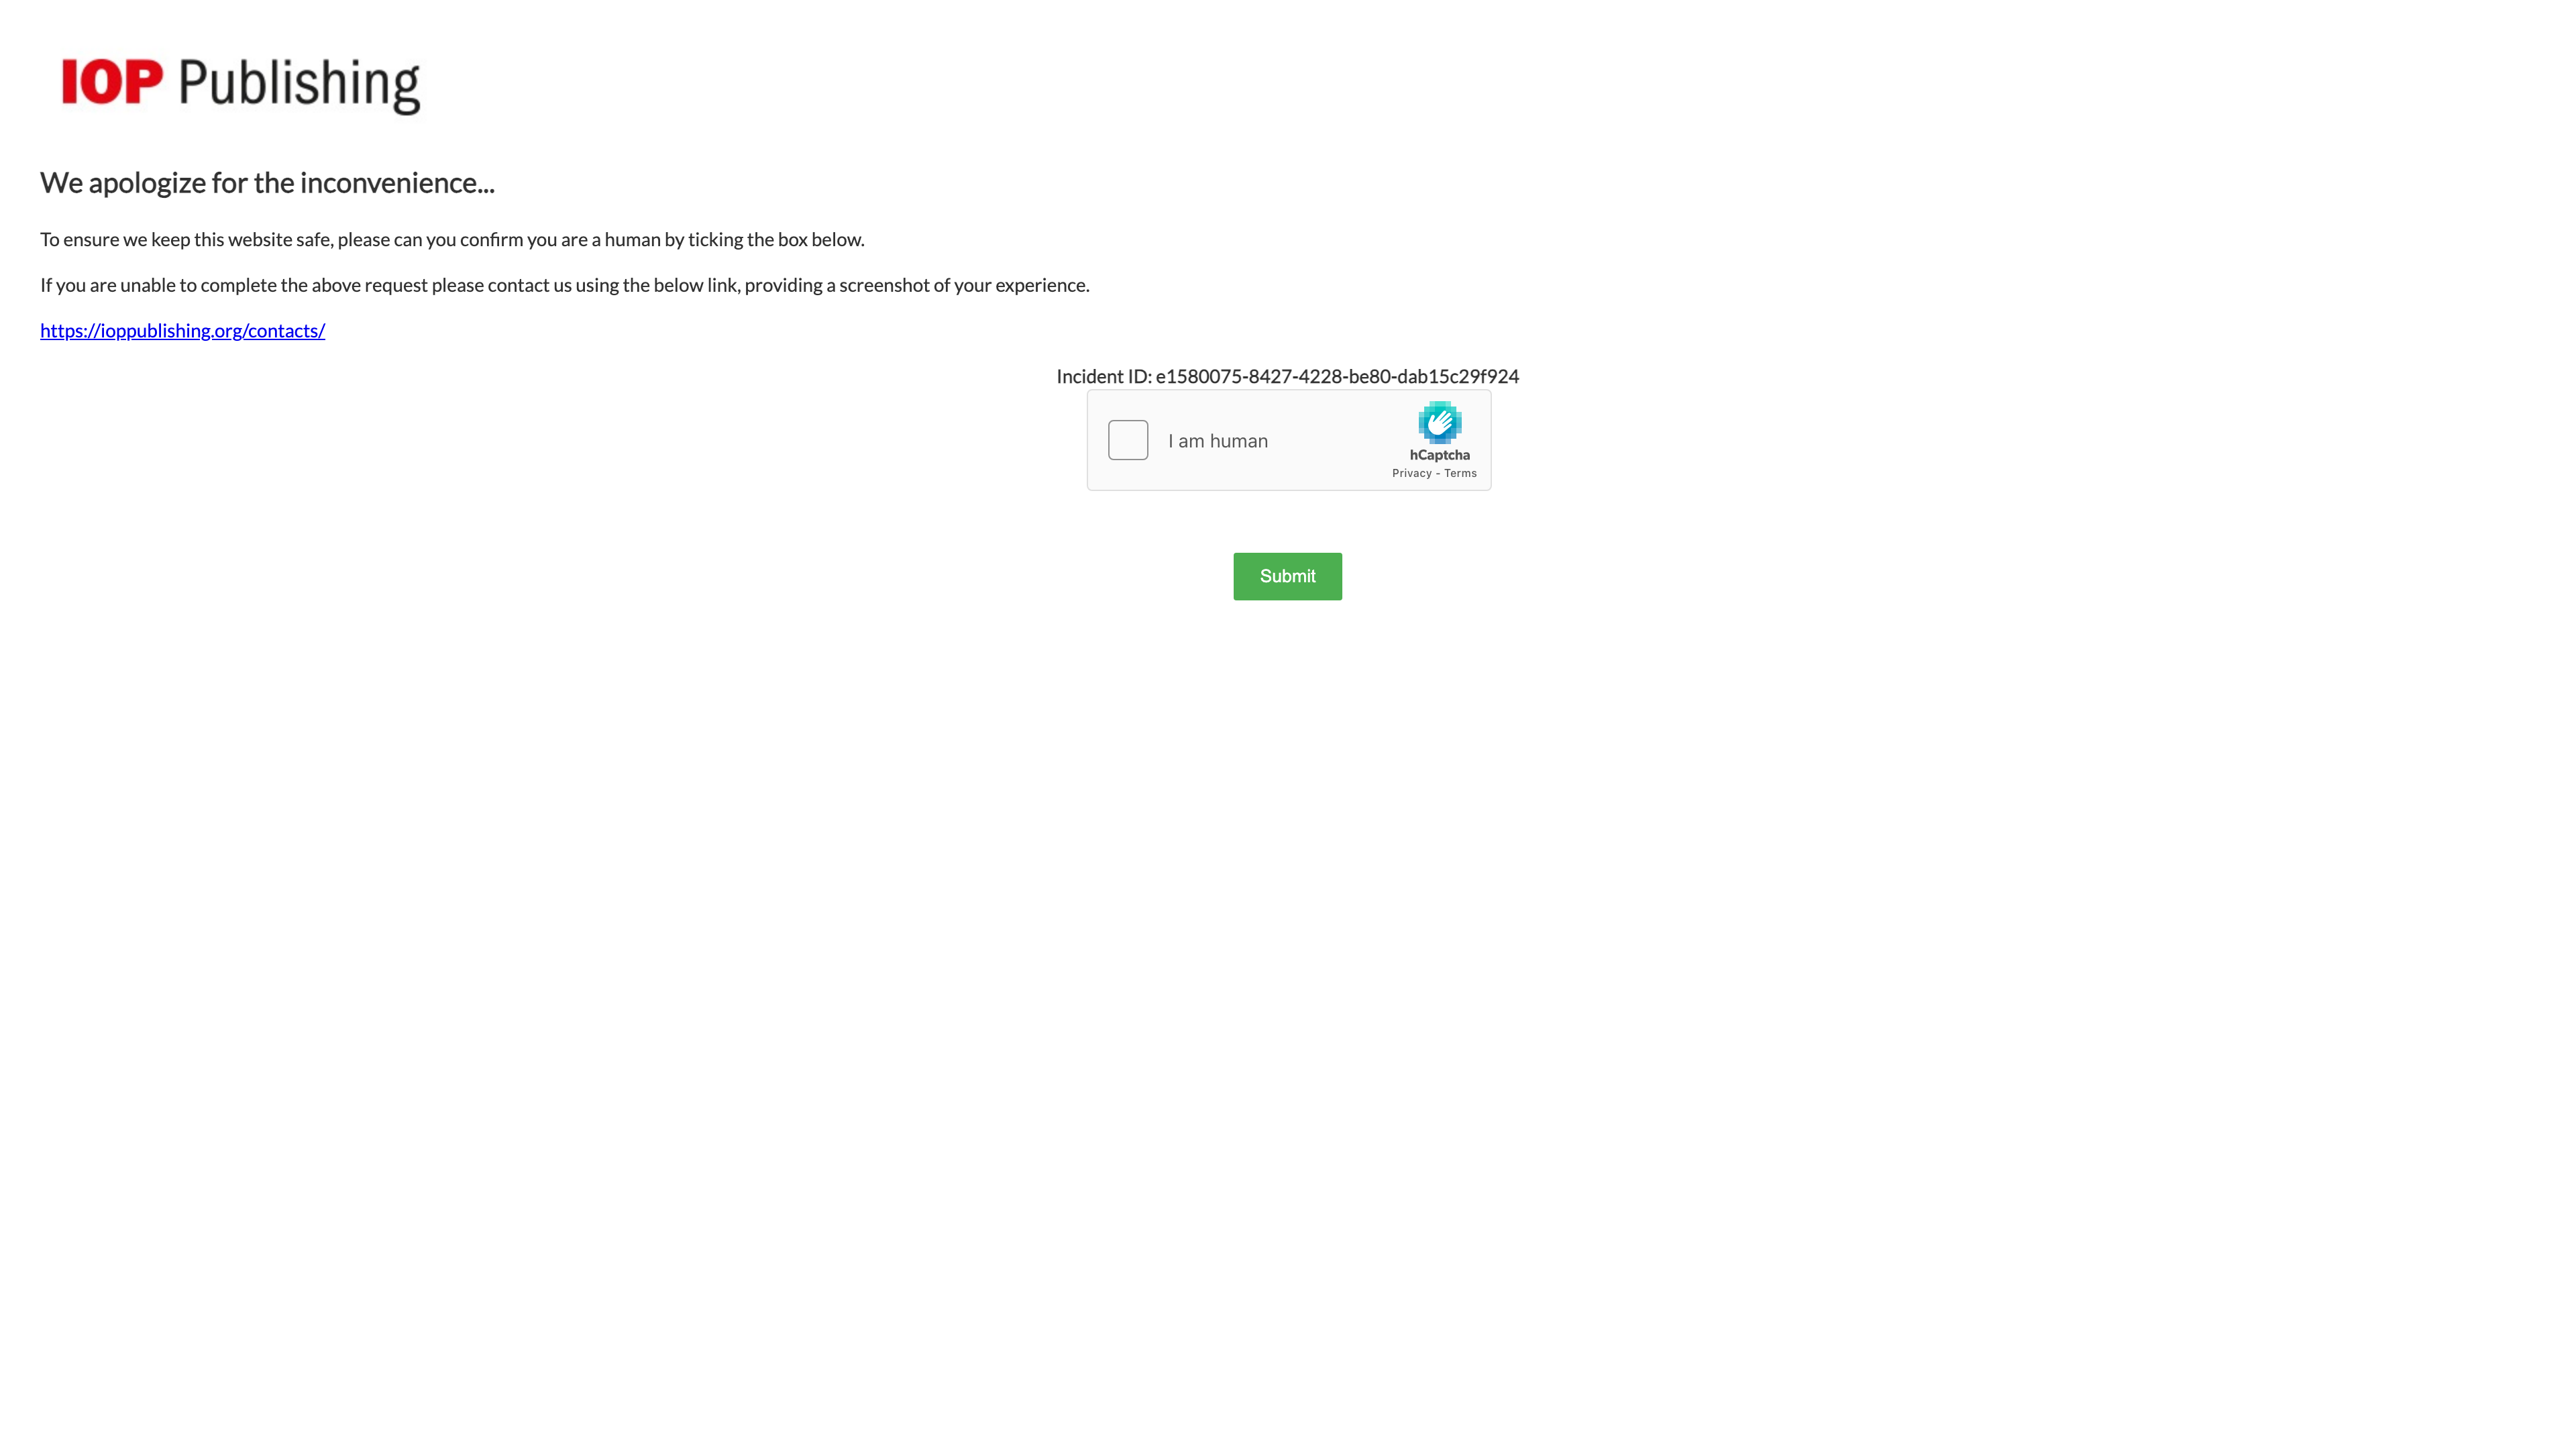 IOP Publishing
We apologize for the inconvenience...
To ensure we keep this website safe, please can you confirm you are a human by ticking the box below.
If you are unable to complete the above request please contact us using the below link, providing a screenshot of your experience.
https://ioppublishing.org/contacts/
Incident ID: e1580075-8427-4228-be80-dab15c29f924
I am human
hCaptcha
Privacy - Terms
Submit